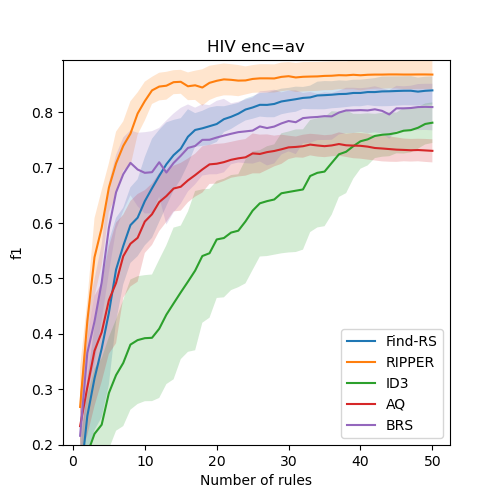 HIV enc=av
f1
0.8
0.7
0.6
0.5
0.4
0.3
0.2
Find-RS
RIPPER
ID3
AQ
BRS
0 10 20 30 40 50
Number of rules